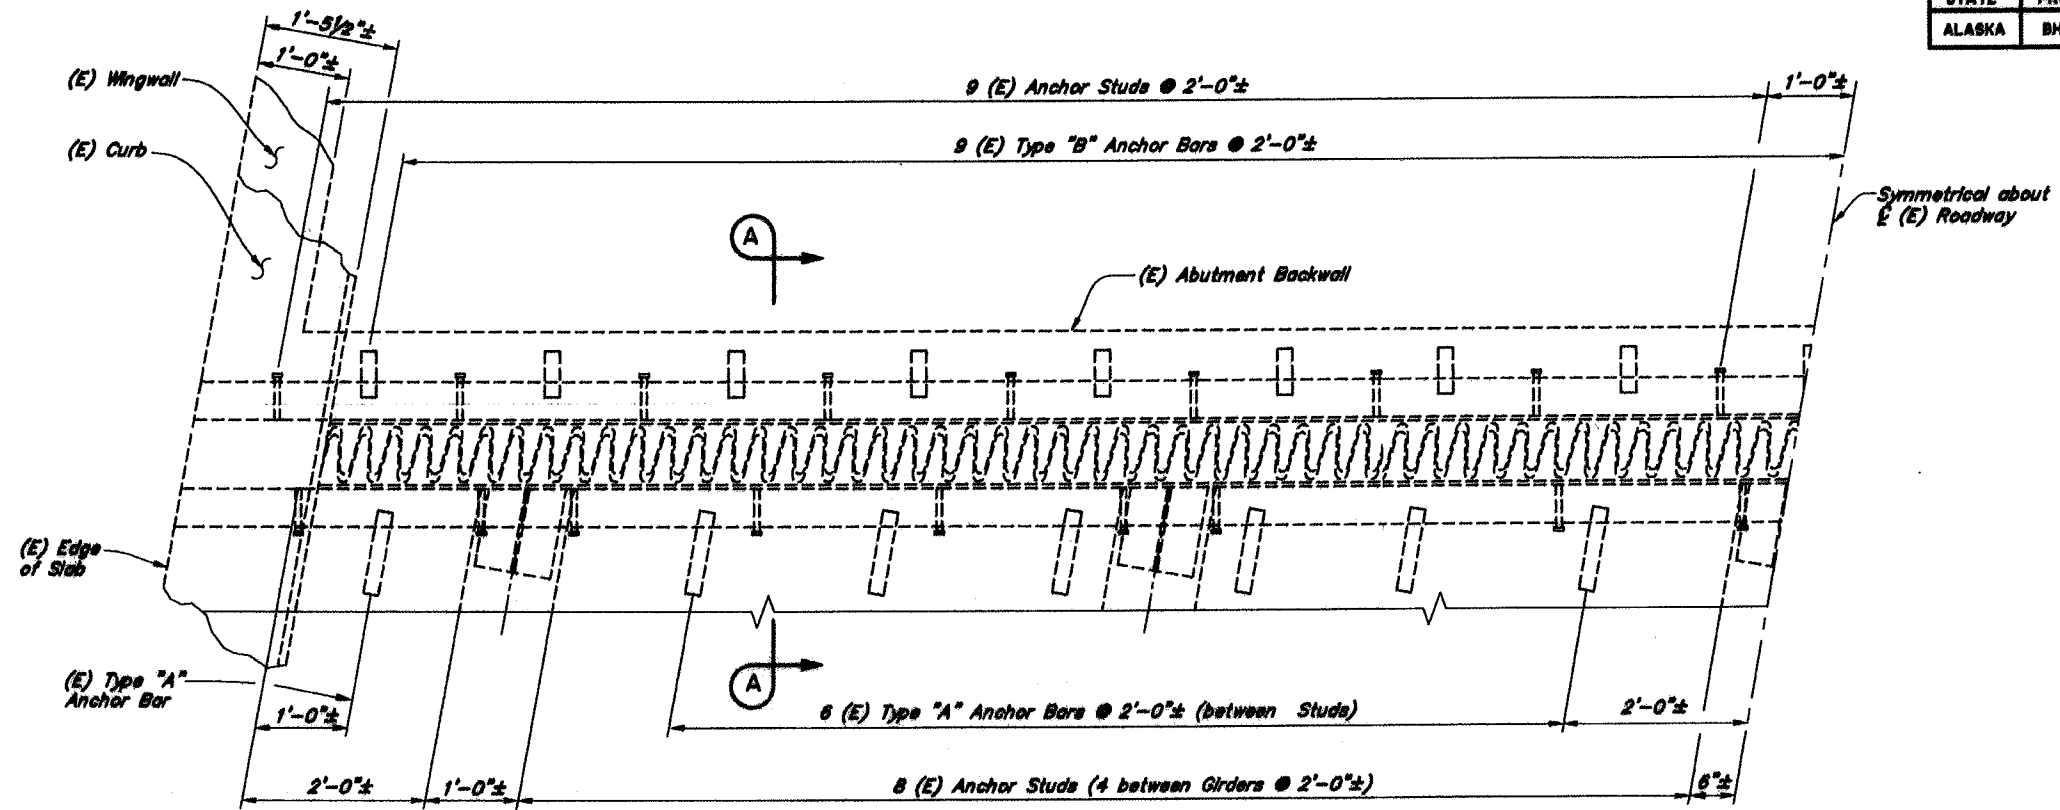 1'-5 1/2"±
1'-0"±
(E) Wingwall
(E) Curb
9 (E) Anchor Studs @ 2'-0"±
1'-0"±
9 (E) Type "B" Anchor Bars @ 2'-0"±
ALASKA
A
Symmetrical about
℄ (E) Roadway
(E) Abutment Backwall
(E) Edge
of Slab
(E) Type "A"
Anchor Bar
A
1'-0"±
6 (E) Type "A" Anchor Bars @ 2'-0"± (between Studs)
2'-0"±
2'-0"±
1'-0"±
8 (E) Anchor Studs (4 between Girders @ 2'-0"±)
6"±